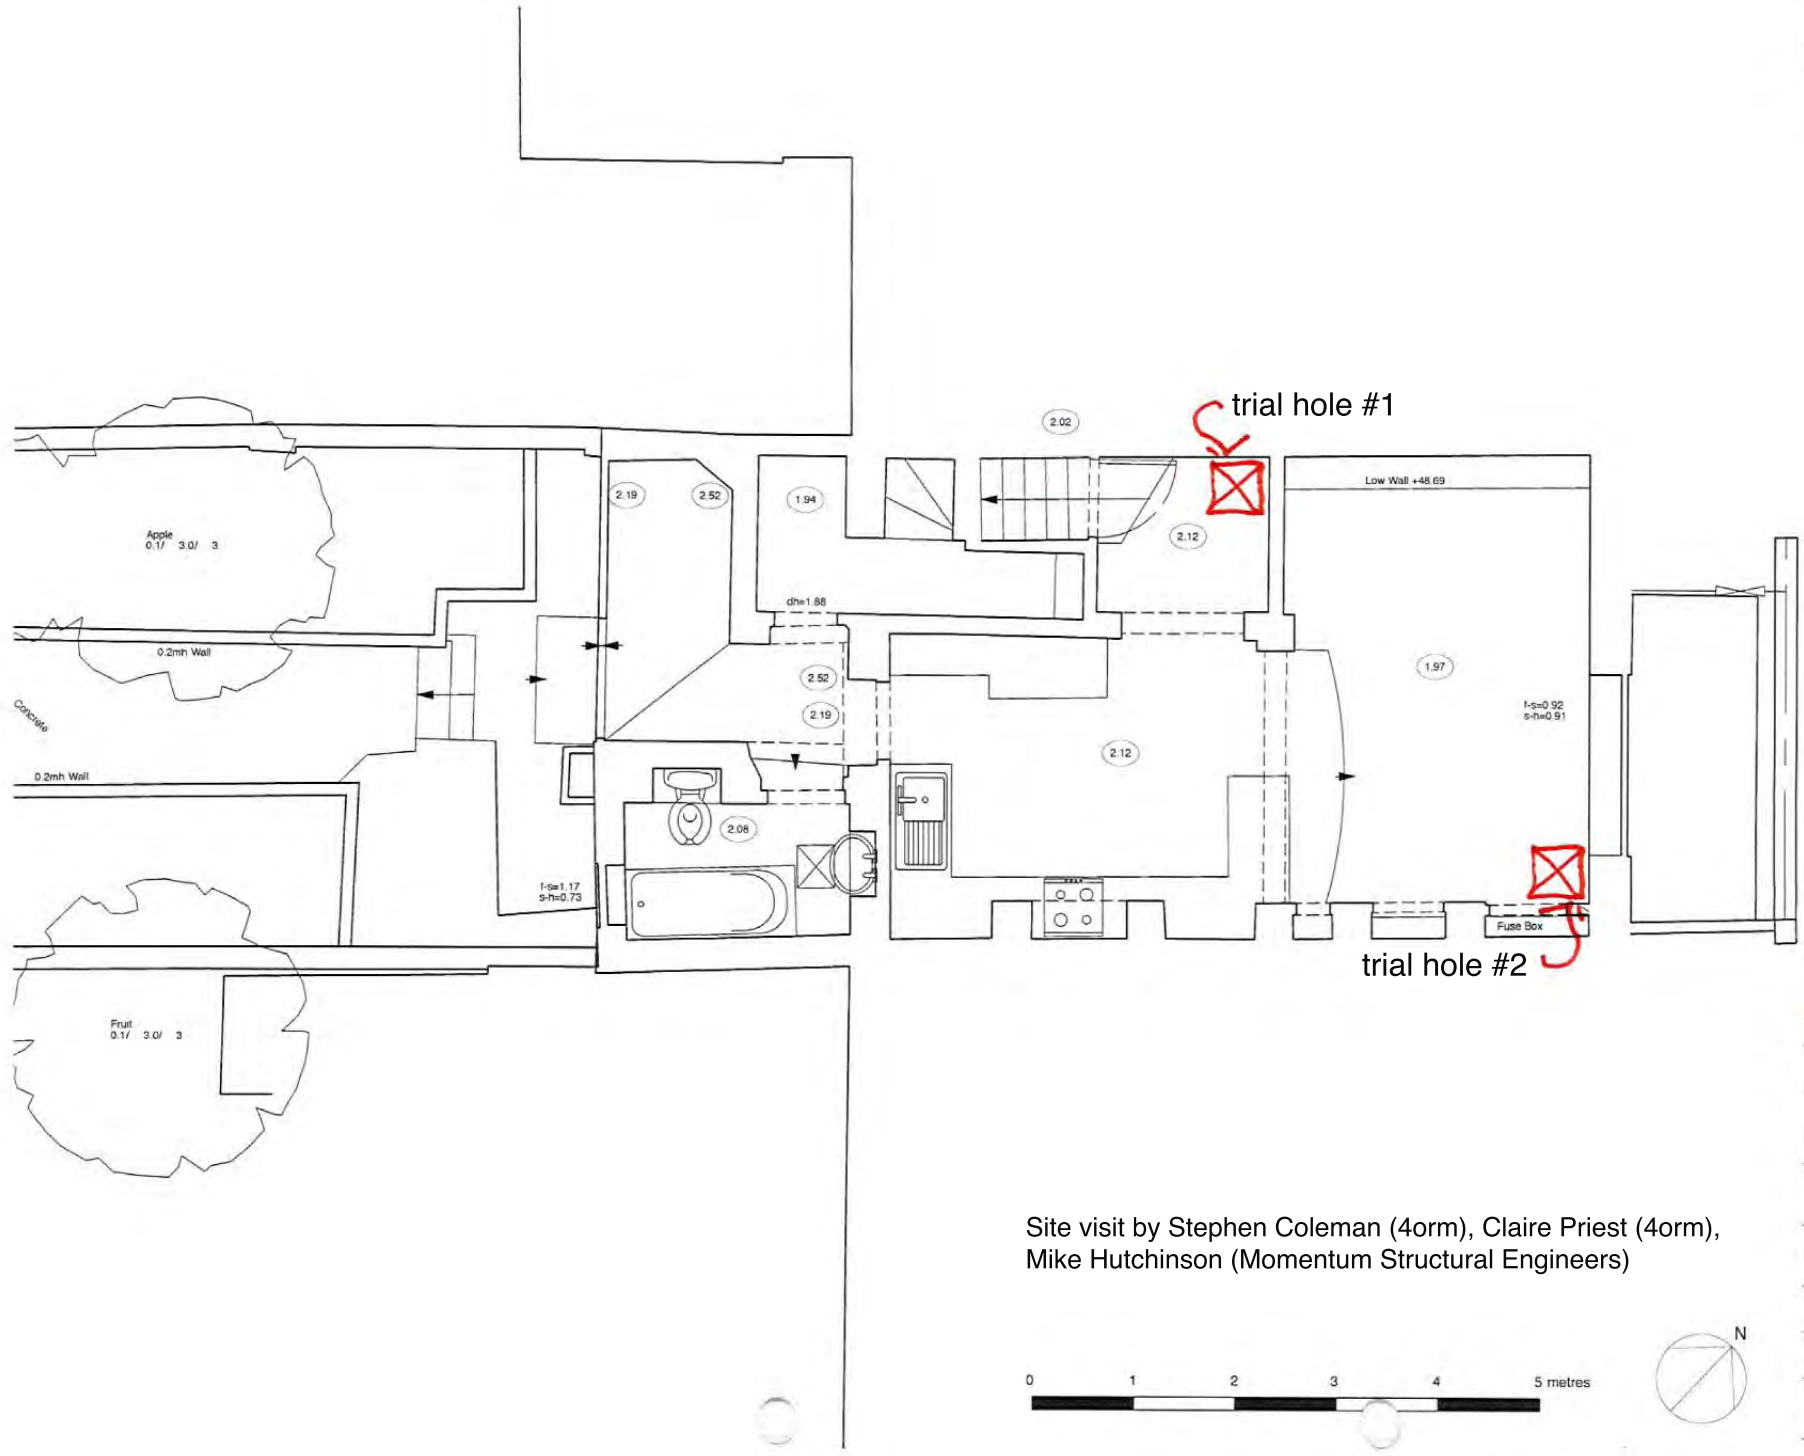 trial hole #1
2.02
Low Wall +48.69
2.19
2.52
1.94
2.12
Apple
0.1/ 3.0/ 3
dh=1.88
0.2mh Wall
2.52
1.97
Concrete
2.19
f-s=0.92
s-h=0.91
2.12
0.2mh Wall
2.08
f-s=1.17
s-h=0.73
Fuse Box
trial hole #2
Fruit
0.1/ 3.0/ 3
Site visit by Stephen Coleman (4orm), Claire Priest (4orm),
Mike Hutchinson (Momentum Structural Engineers)
N
0 1 2 3 4 5 metres